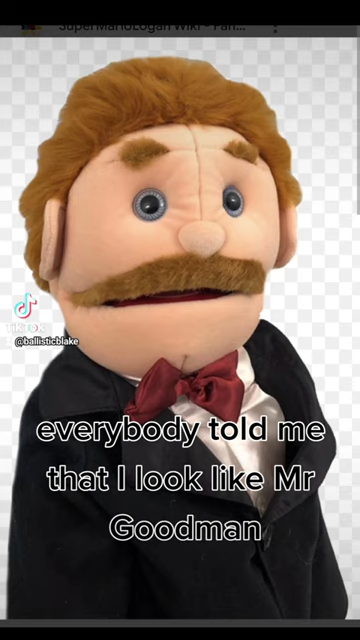 SuperMarioLogan Wiki - Fan...
TikTok
@ballisticblake
everybody told me
that I look like Mr
Goodman